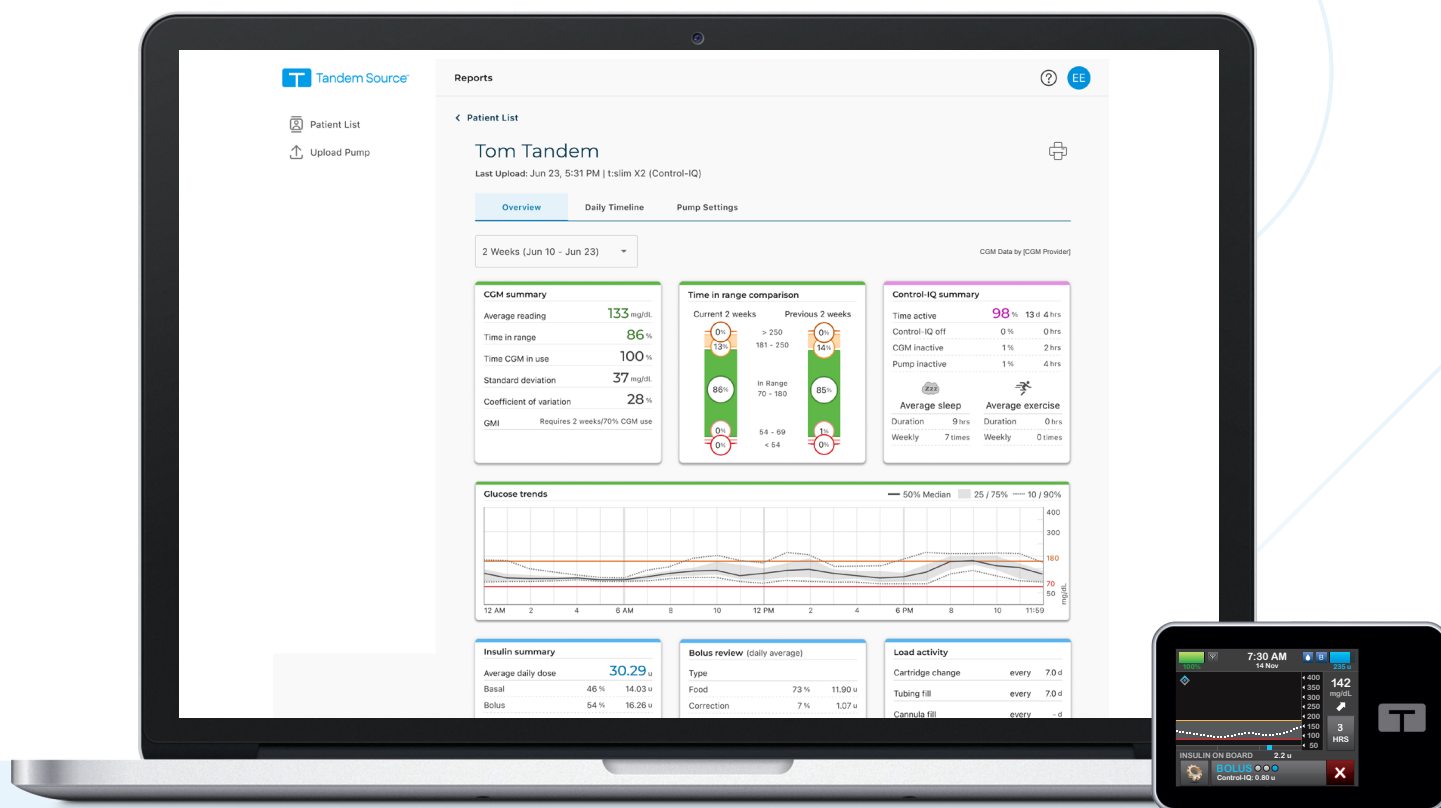 Tandem Source
Reports
EE
Patient List
Upload Pump
Patient List
Tom Tandem
Last Upload: Jun 23, 5:31 PM | t:slim X2 (Control-IQ)
Overview Daily Timeline Pump Settings
2 Weeks (Jun 10 - Jun 23)
CGM Data by [CGM Provider]
CGM summary
Average reading 133 mg/dL
Time in range 86 %
Time CGM in use 100 %
Standard deviation 37 mg/dL
Coefficient of variation 28 %
GMI Requires 2 weeks/70% CGM use
Time in range comparison
Current 2 weeks Previous 2 weeks
0% > 250 0%
13% 181 - 250 14%
86% In Range 85%
70 - 180
0% 54 - 69 1%
0% < 54 0%
Control-IQ summary
Time active 98 % 13 d 4 hrs
Control-IQ off 0 % 0 hrs
CGM inactive 1 % 2 hrs
Pump inactive 1 % 4 hrs
zzz
Average sleep Average exercise
Duration 9 hrs Duration 0 hrs
Weekly 7 times Weekly 0 times
Glucose trends
50% Median 25 / 75% 10 / 90%
400
300
180
70
50
mg/dL
12 AM 2 4 6 AM 8 10 12 PM 2 4 6 PM 8 10 11:59
Insulin summary
Average daily dose 30.29 u
Basal 46 % 14.03 u
Bolus 54 % 16.26 u
Bolus review (daily average)
Type
Food 73 % 11.90 u
Correction 7 % 1.07 u
Load activity
Cartridge change every 7.0 d
Tubing fill every 7.0 d
Cannula fill every - d
100%
7:30 AM
14 Nov
B
235 u
400
350
300
250
200
150
100
50
142
mg/dL
3
HRS
INSULIN ON BOARD 2.2 u
BOLUS
Control-IQ: 0.80 u
X
T